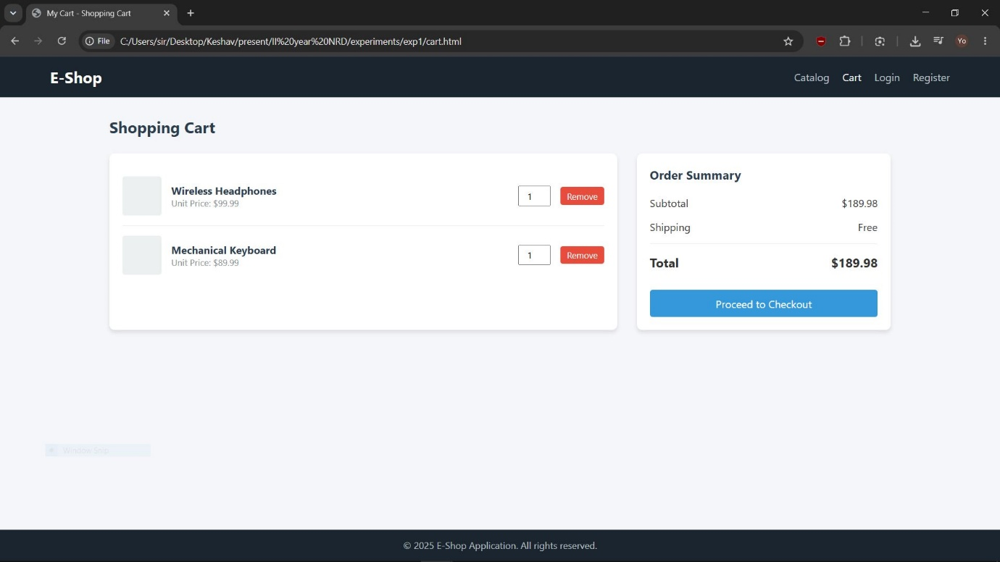 My Cart - Shopping Cart
File C:/Users/sir/Desktop/Keshav/present/II%20year%20NRD/experiments/exp1/cart.html Yo
E-Shop Catalog Cart Login Register
Shopping Cart
Wireless Headphones
Unit Price: $99.99
1 Remove
Mechanical Keyboard
Unit Price: $89.99
1 Remove
Order Summary
Subtotal $189.98
Shipping Free
Total $189.98
Proceed to Checkout
Window Snip
© 2025 E-Shop Application. All rights reserved.